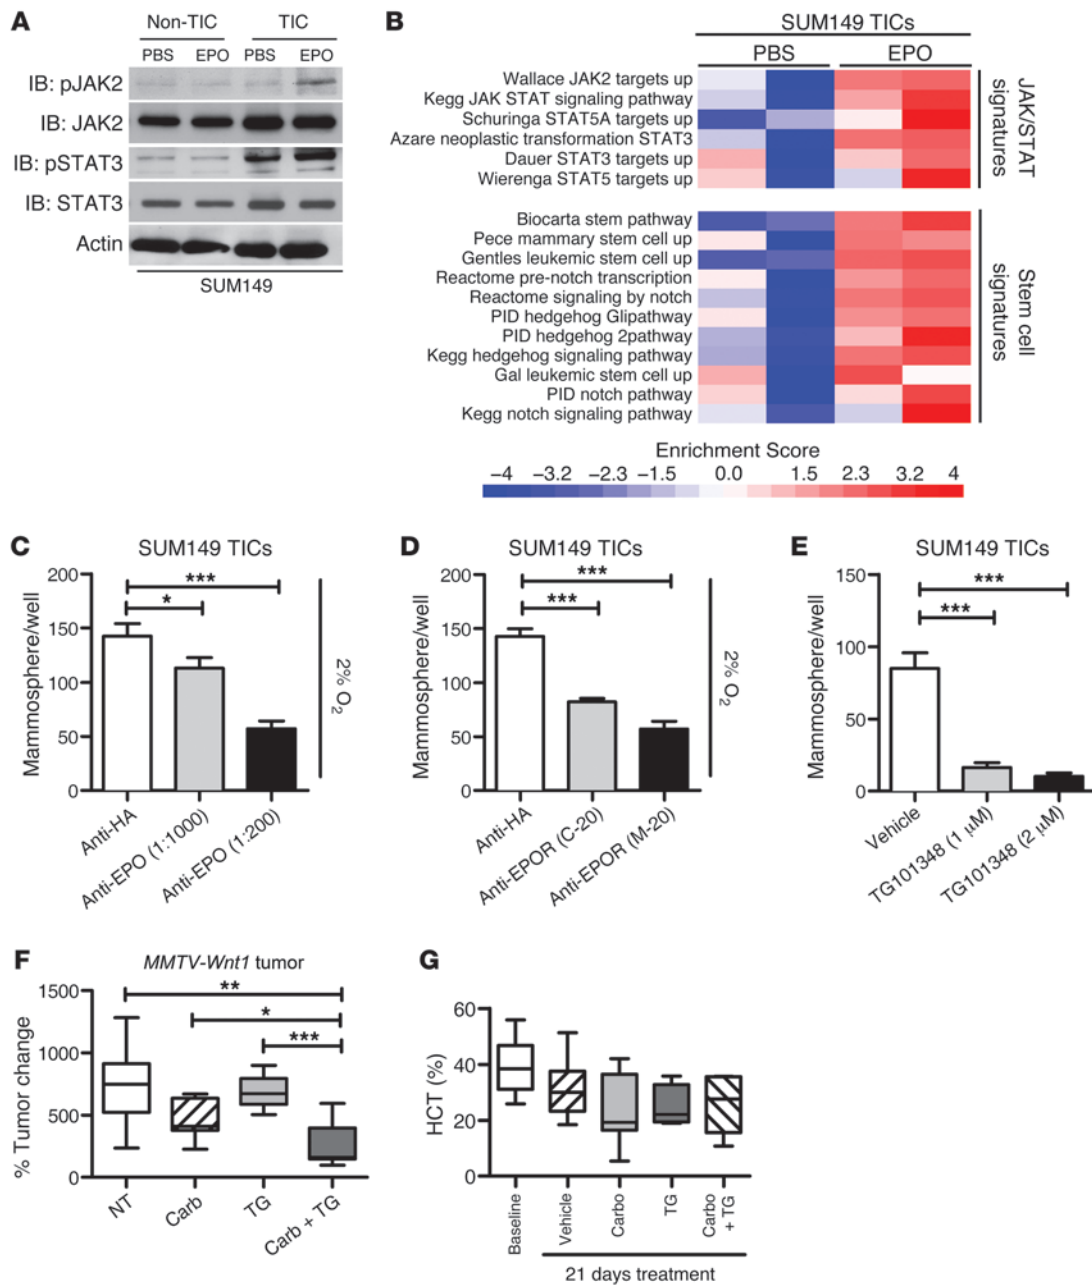 A
Non-TIC TIC
PBS EPO PBS EPO
IB: pJAK2
IB: JAK2
IB: pSTAT3
IB: STAT3
Actin
SUM149
B
SUM149 TICs
PBS EPO
Wallace JAK2 targets up
Kegg JAK STAT signaling pathway
Schuringa STAT5A targets up
Azare neoplastic transformation STAT3
Dauer STAT3 targets up
Wierenga STAT5 targets up
JAK/STAT
signatures
Biocarta stem pathway
Pece mammary stem cell up
Gentles leukemic stem cell up
Reactome pre-notch transcription
Reactome signaling by notch
PID hedgehog Glipathway
PID hedgehog 2pathway
Kegg hedgehog signaling pathway
Gal leukemic stem cell up
PID notch pathway
Kegg notch signaling pathway
Stem cell
signatures
Enrichment Score
−4 −3.2 −2.3 −1.5 0.0 1.5 2.3 3.2 4
C
SUM149 TICs
Mammosphere/well
200
150
100
50
0
***
*
2% O2
Anti-HA
Anti-EPO (1:1000)
Anti-EPO (1:200)
D
SUM149 TICs
Mammosphere/well
200
150
100
50
0
***
***
2% O2
Anti-HA
Anti-EPOR (C-20)
Anti-EPOR (M-20)
E
SUM149 TICs
Mammosphere/well
150
100
50
0
***
***
Vehicle
TG101348 (1 μM)
TG101348 (2 μM)
F
MMTV-Wnt1 tumor
% Tumor change
1500
1000
500
0
**
*
***
NT
Carb
TG
Carb + TG
G
HCT (%)
60
40
20
0
Baseline
Vehicle
Carbo
TG
Carbo
+ TG
21 days treatment